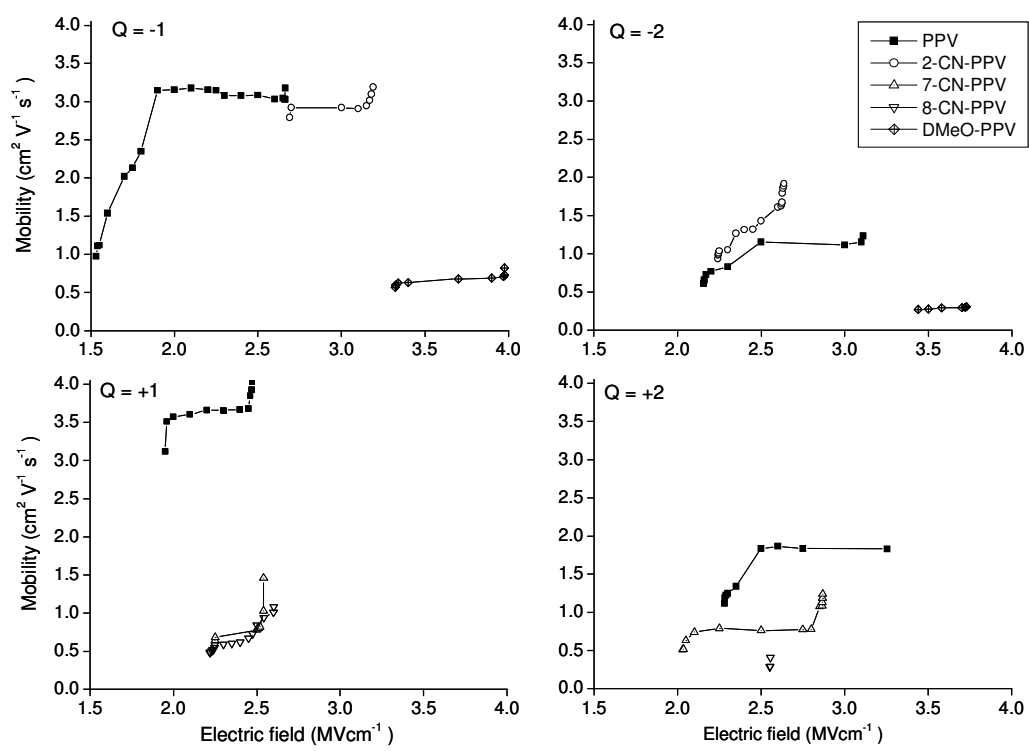 Q = -1
4.0
3.5
3.0
2.5
2.0
1.5
1.0
0.5
0.0
Mobility (cm² V⁻¹ s⁻¹)
1.5 2.0 2.5 3.0 3.5 4.0
Q = -2
4.0
3.5
3.0
2.5
2.0
1.5
1.0
0.5
0.0
1.5 2.0 2.5 3.0 3.5 4.0
PPV
2-CN-PPV
7-CN-PPV
8-CN-PPV
DMeO-PPV
Q = +1
4.0
3.5
3.0
2.5
2.0
1.5
1.0
0.5
0.0
Mobility (cm² V⁻¹ s⁻¹)
1.5 2.0 2.5 3.0 3.5 4.0
Electric field (MVcm⁻¹)
Q = +2
4.0
3.5
3.0
2.5
2.0
1.5
1.0
0.5
0.0
1.5 2.0 2.5 3.0 3.5 4.0
Electric field (MVcm⁻¹)